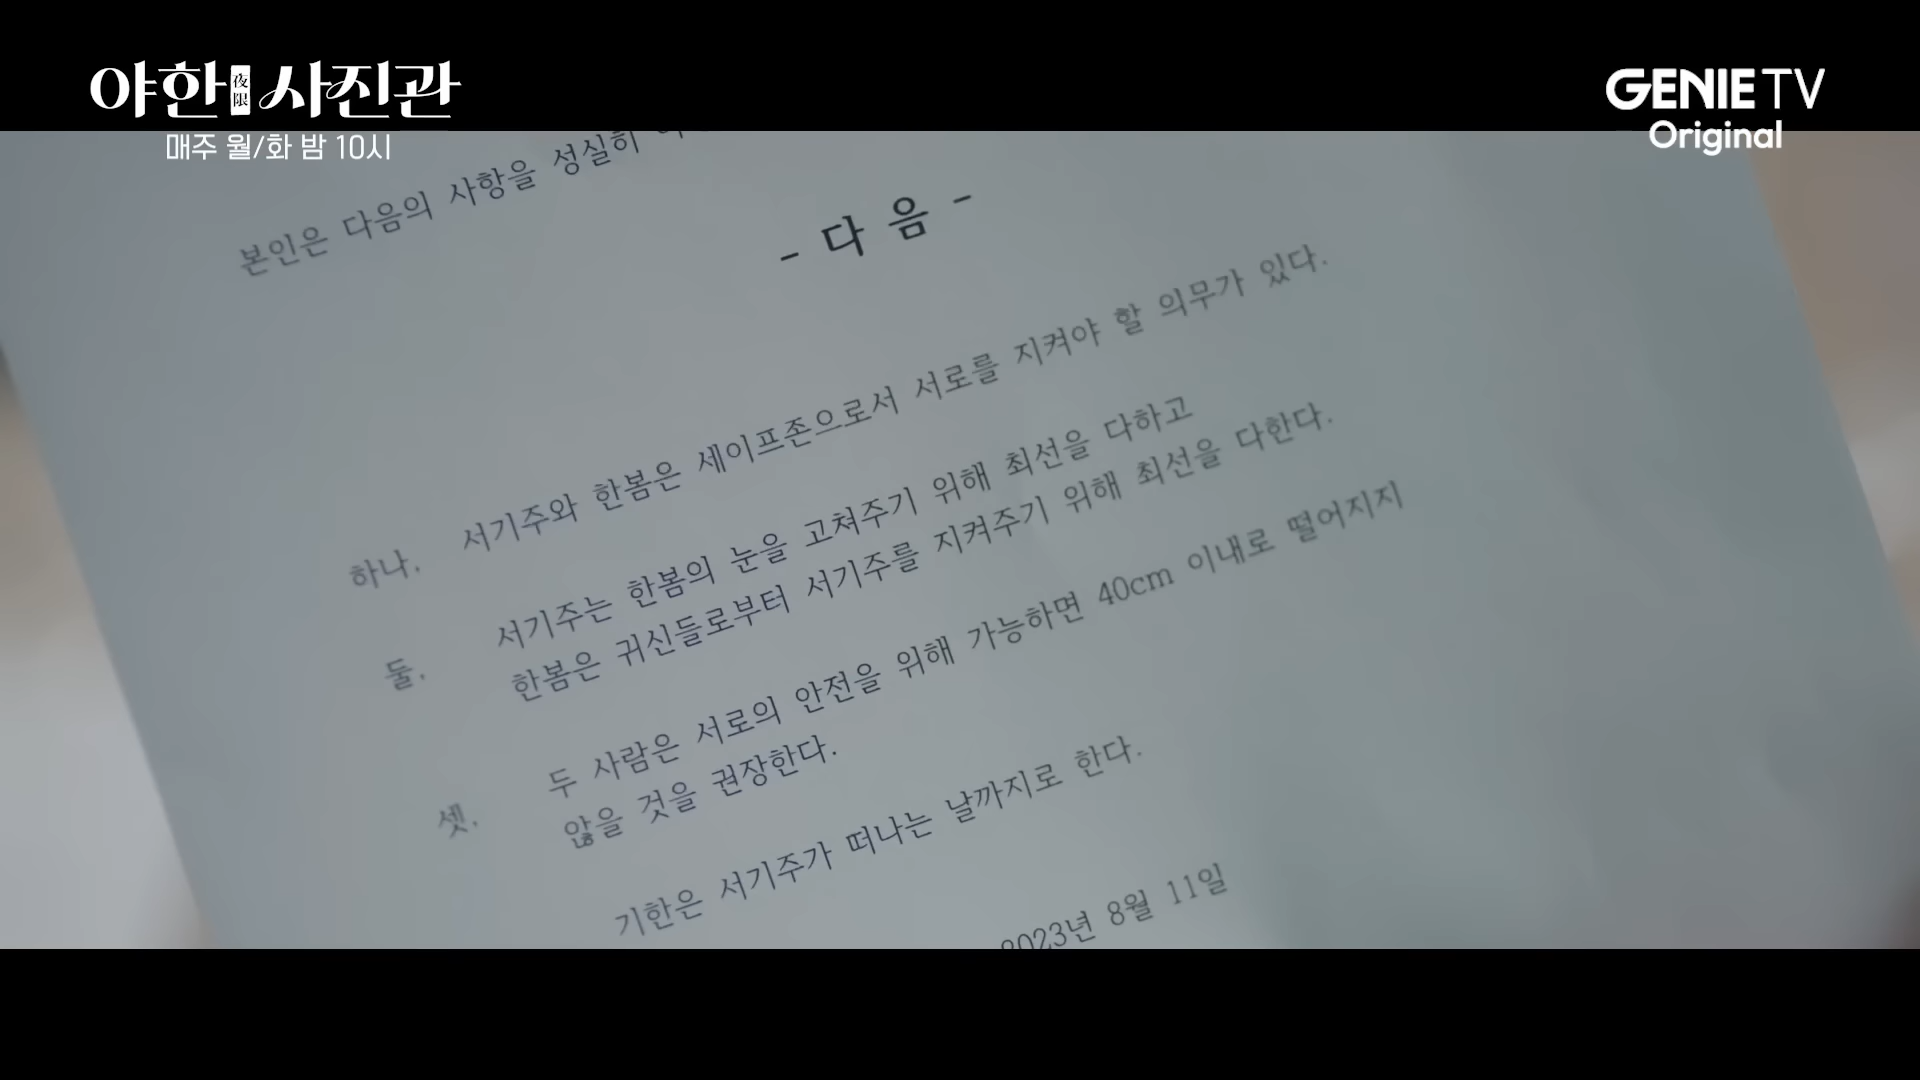 야한夜限사진관
매주 월/화 밤 10시
GENIE TV
Original
본인은 다음의 사항을 성실히
- 다 음 -
하나. 서기주와 한봄은 세이프존으로서 서로를 지켜야 할 의무가 있다.
둘. 서기주는 한봄의 눈을 고쳐주기 위해 최선을 다하고
한봄은 귀신들로부터 서기주를 지켜주기 위해 최선을 다한다.
셋. 두 사람은 서로의 안전을 위해 가능하면 40cm 이내로 떨어지지
않을 것을 권장한다.
기한은 서기주가 떠나는 날까지로 한다.
2023년 8월 11일